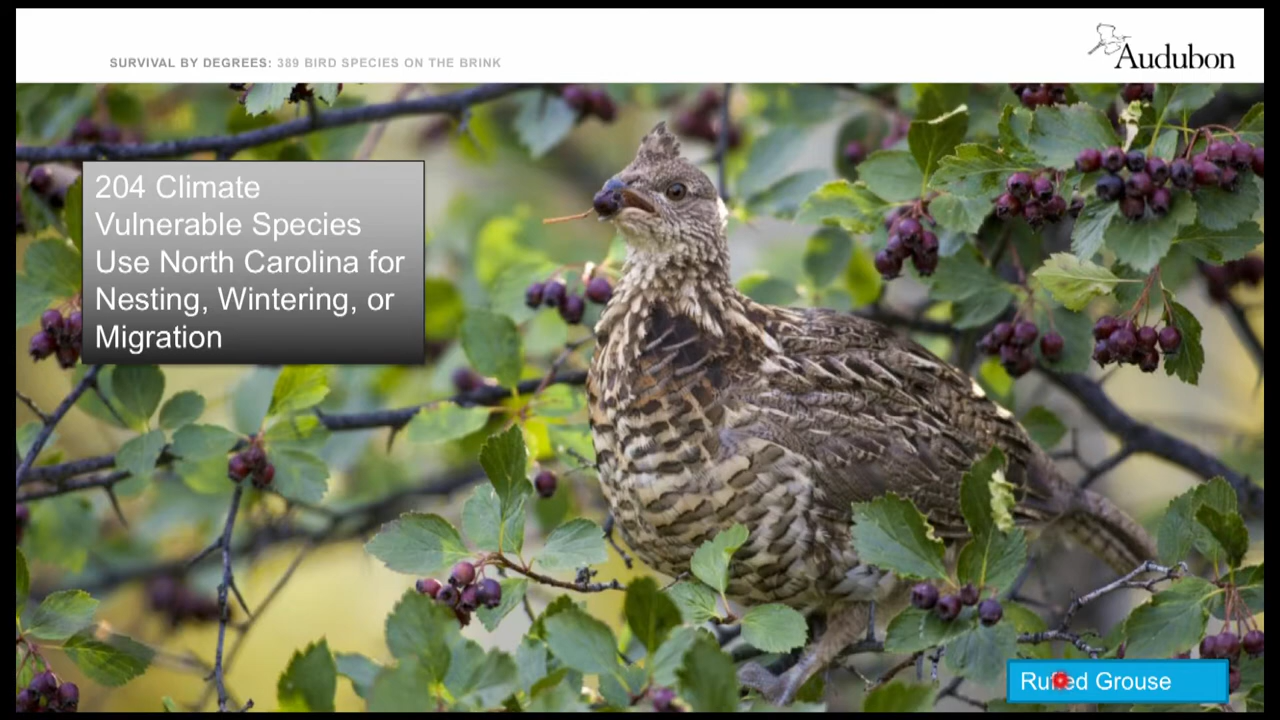 SURVIVAL BY DEGREES: 389 BIRD SPECIES ON THE BRINK
Audubon
204 Climate
Vulnerable Species
Use North Carolina for
Nesting, Wintering, or
Migration
Ruffed Grouse